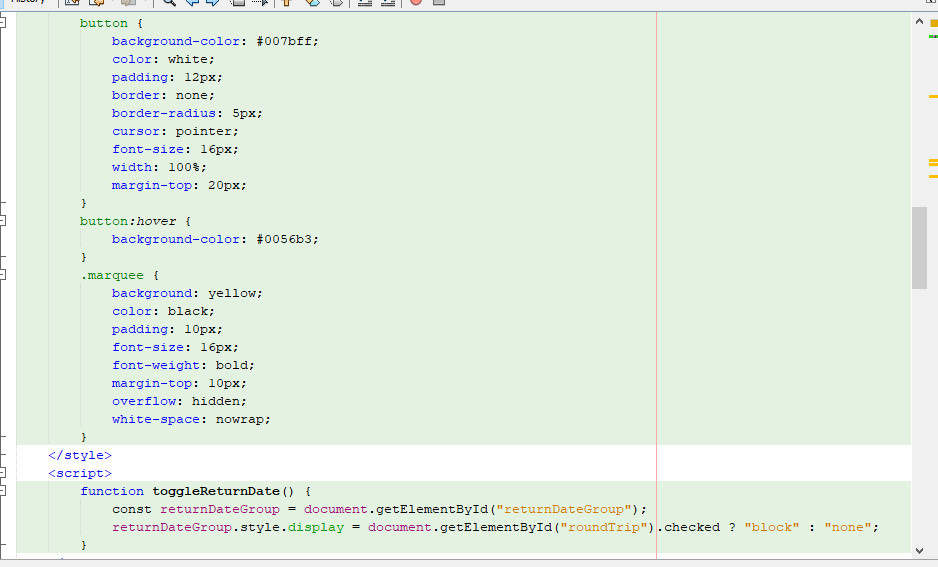 History
button {
background-color: #007bff;
color: white;
padding: 12px;
border: none;
border-radius: 5px;
cursor: pointer;
font-size: 16px;
width: 100%;
margin-top: 20px;
}
button:hover {
background-color: #0056b3;
}
.marquee {
background: yellow;
color: black;
padding: 10px;
font-size: 16px;
font-weight: bold;
margin-top: 10px;
overflow: hidden;
white-space: nowrap;
}
</style>
<script>
function toggleReturnDate() {
const returnDateGroup = document.getElementById("returnDateGroup");
returnDateGroup.style.display = document.getElementById("roundTrip").checked ? "block" : "none";
}